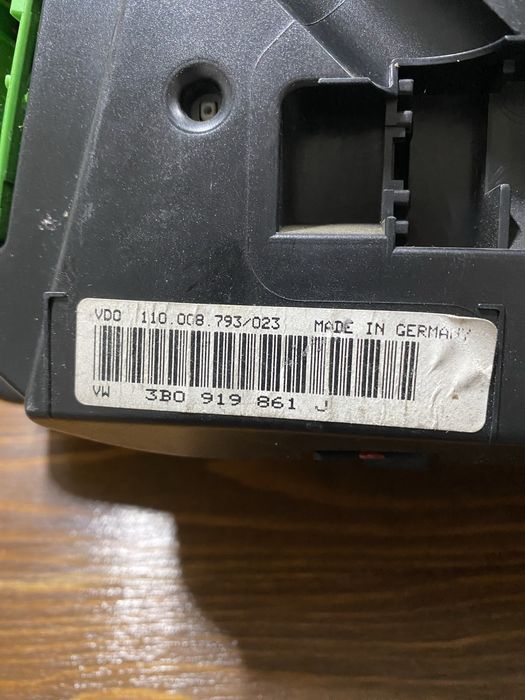 VDO 110.008.793/023 MADE IN GERMANY
VW 3B0 919 861 J